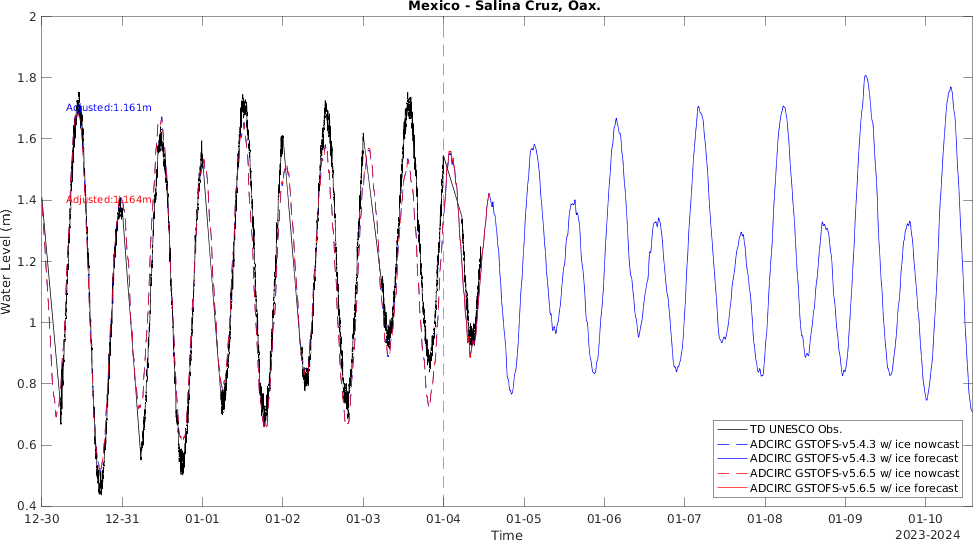 Mexico - Salina Cruz, Oax.
2
1.8
1.6
1.4
1.2
1
0.8
0.6
0.4
Water Level (m)
Adjusted:1.161m
Adjusted:1.164m
TD UNESCO Obs.
ADCIRC GSTOFS-v5.4.3 w/ ice nowcast
ADCIRC GSTOFS-v5.4.3 w/ ice forecast
ADCIRC GSTOFS-v5.6.5 w/ ice nowcast
ADCIRC GSTOFS-v5.6.5 w/ ice forecast
12-30 12-31 01-01 01-02 01-03 01-04 01-05 01-06 01-07 01-08 01-09 01-10
Time
2023-2024